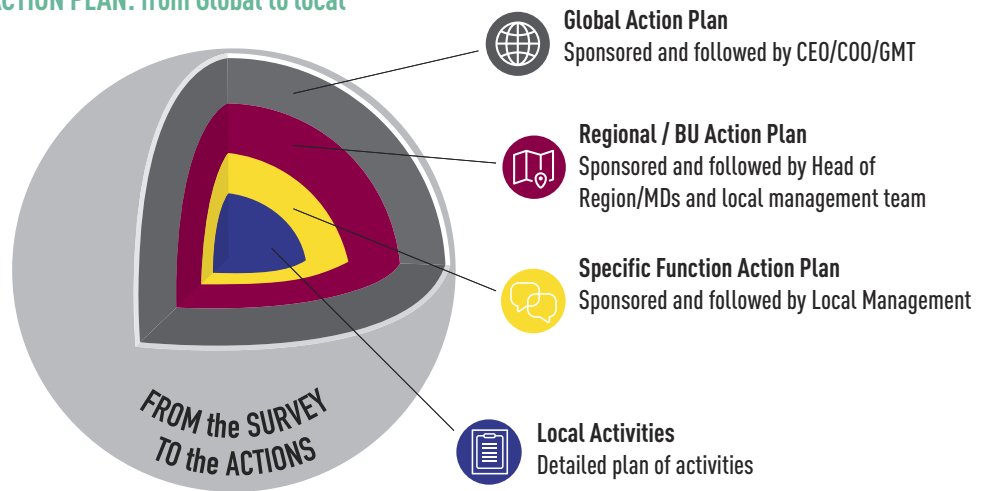 ACTION PLAN: from Global to local
Global Action Plan
Sponsored and followed by CEO/COO/GMT
Regional / BU Action Plan
Sponsored and followed by Head of
Region/MDs and local management team
Specific Function Action Plan
Sponsored and followed by Local Management
Local Activities
Detailed plan of activities
FROM the SURVEY
TO the ACTIONS